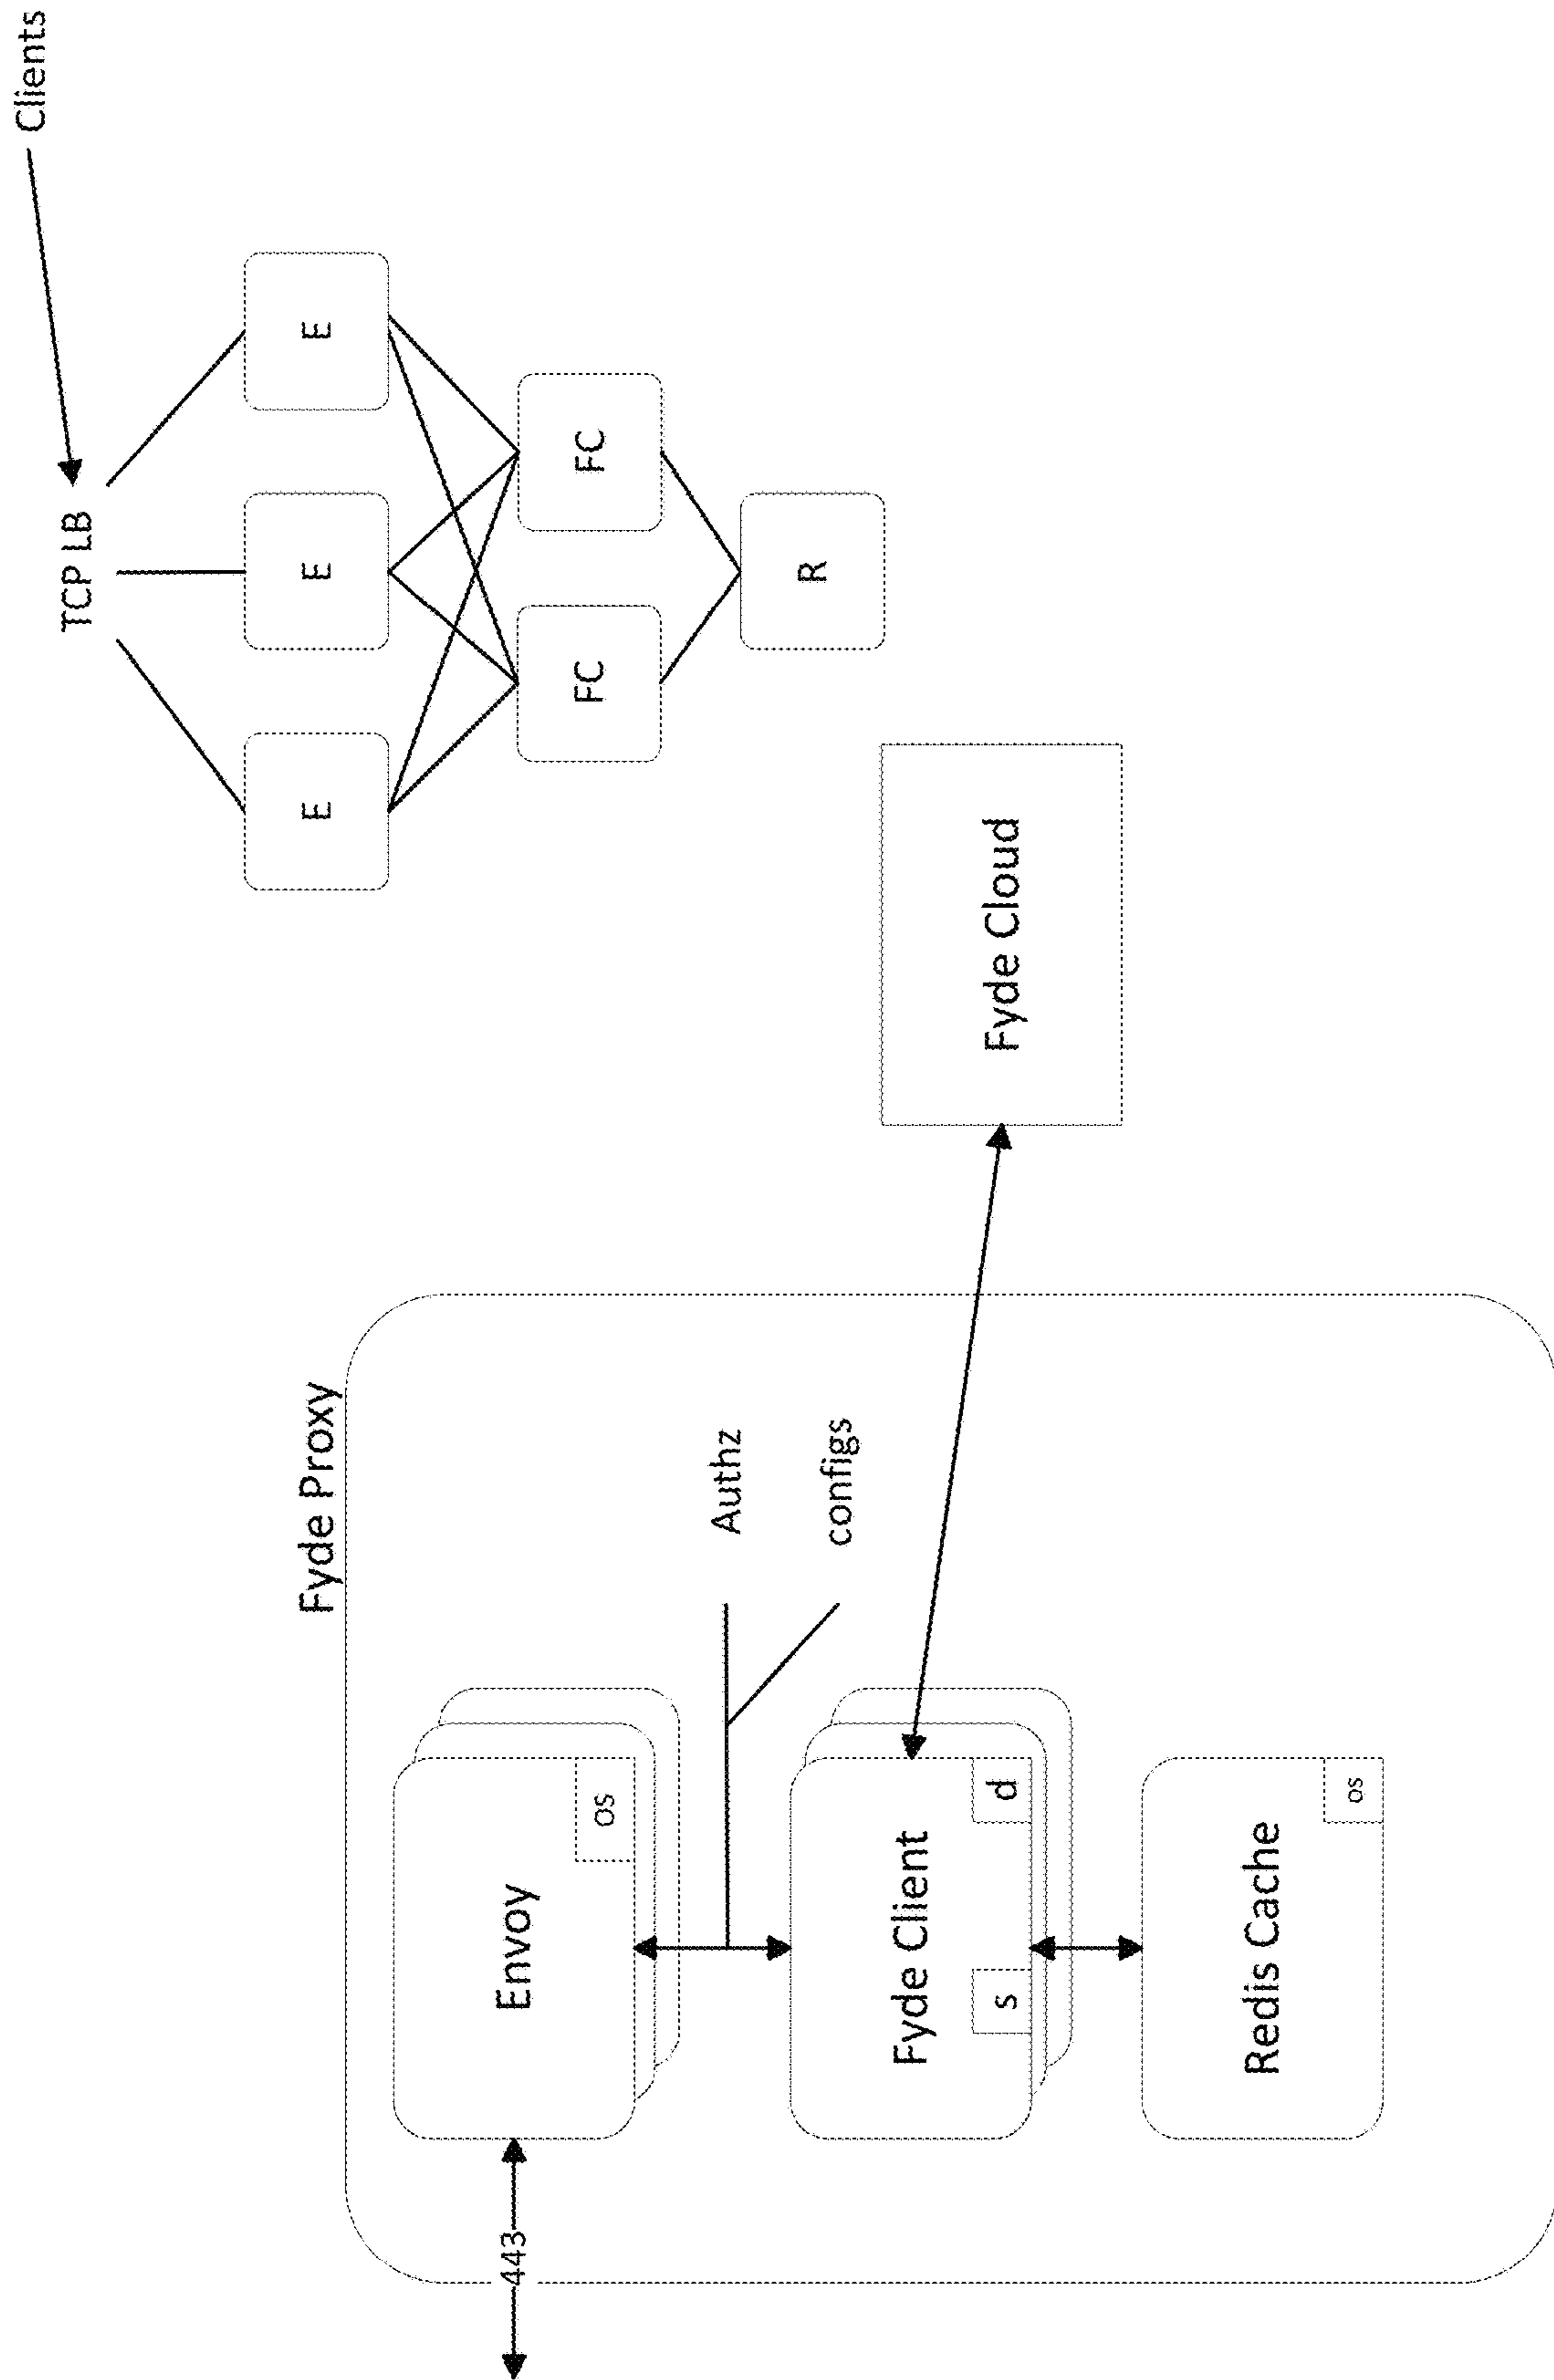 Clients
TCP LB
E
E
E
FC
FC
R
Fyde Proxy
443
Envoy
os
Authz
configs
Fyde Client
s
d
Redis Cache
os
Fyde Cloud